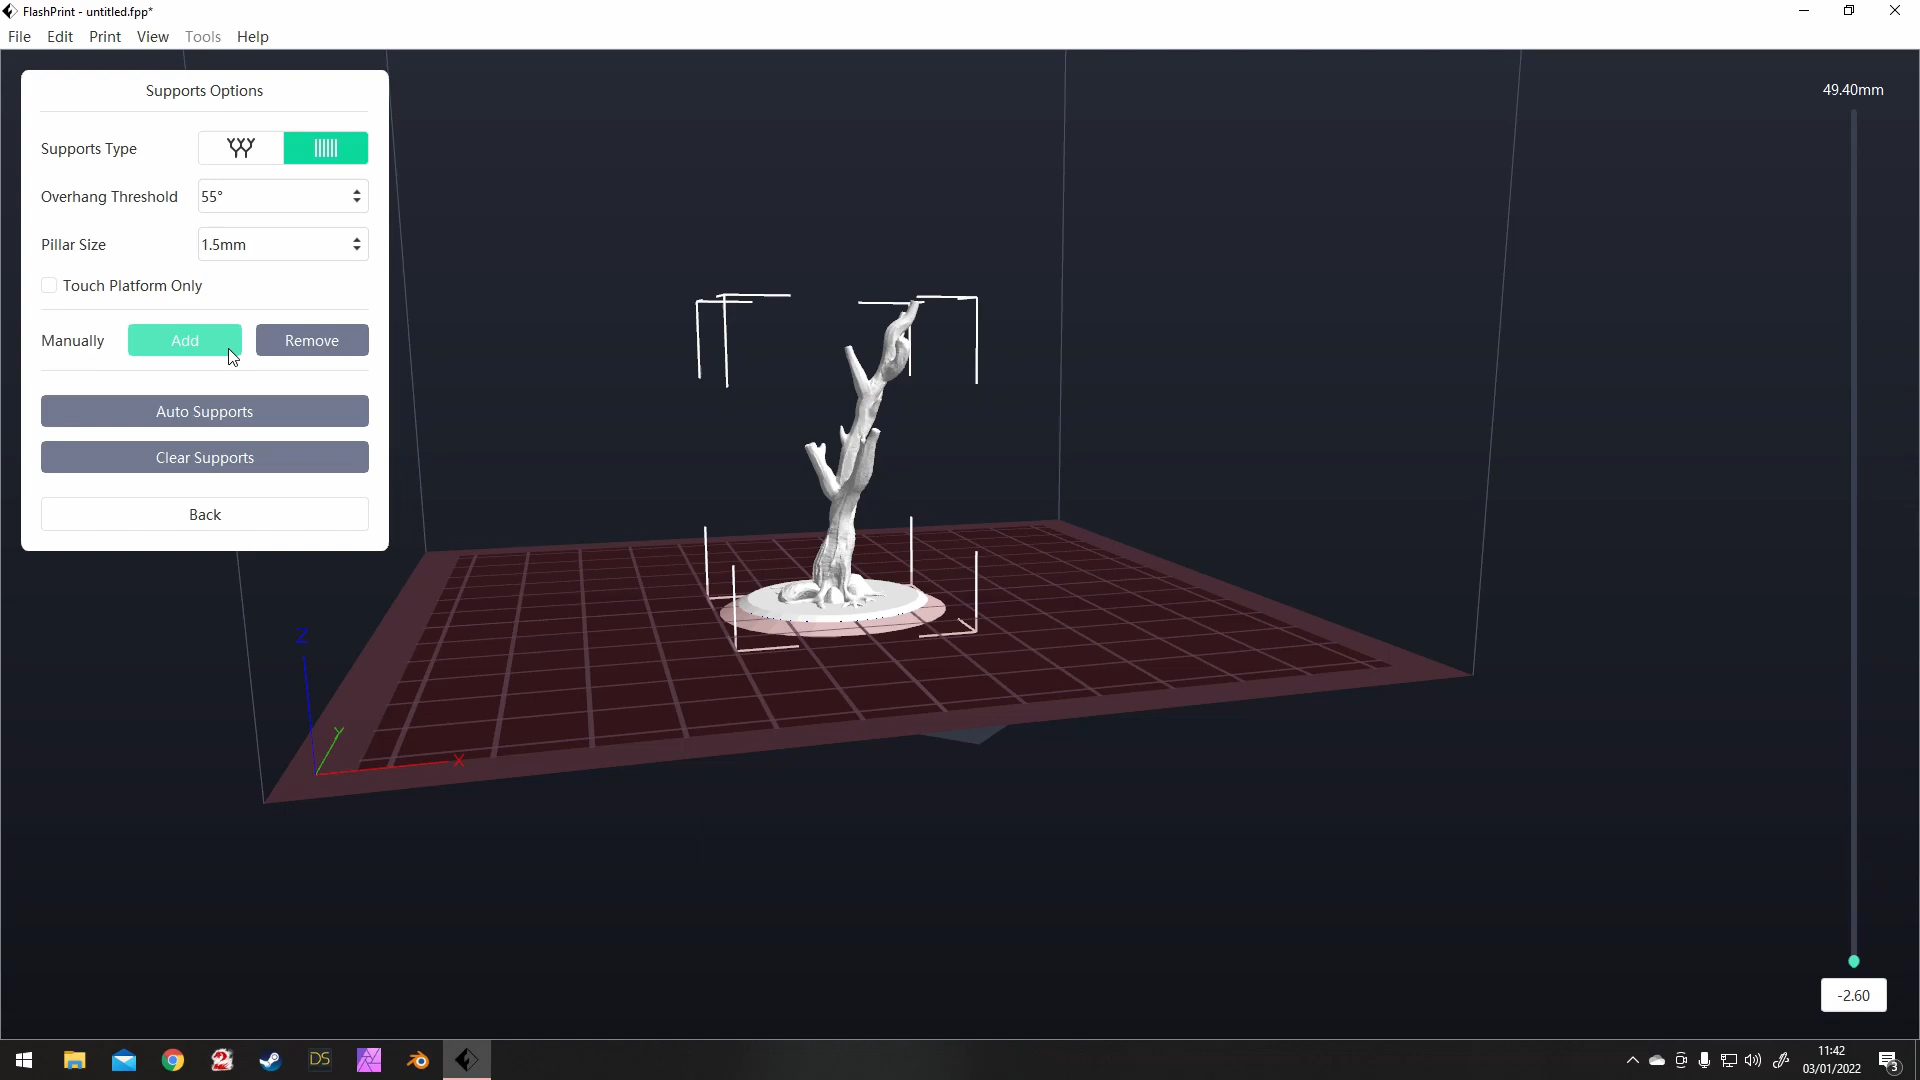 FlashPrint - untitled.fpp*
File Edit Print View Tools Help
Supports Options
49.40mm
Supports Type
Overhang Threshold 55°
Pillar Size 1.5mm
Touch Platform Only
Manually Add Remove
Auto Supports
Clear Supports
Back
Z
Y
X
-2.60
DS
11:42
03/01/2022
3